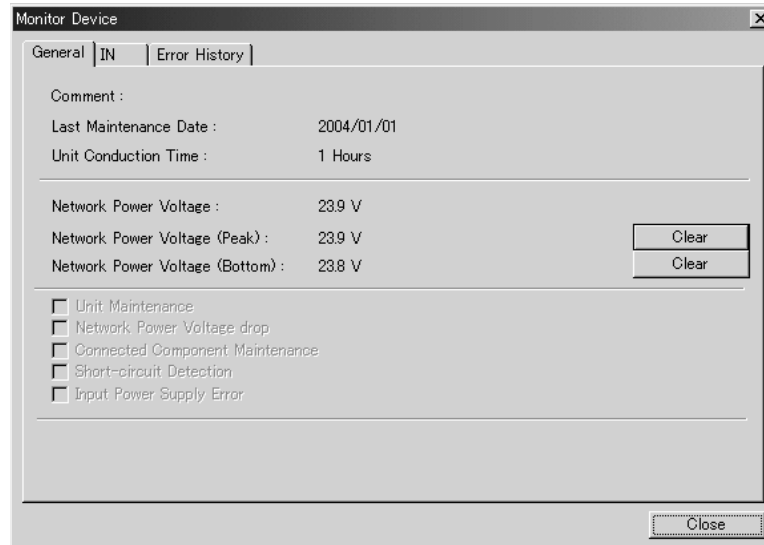 Monitor Device
General IN Error History
Comment :
Last Maintenance Date : 2004/01/01
Unit Conduction Time : 1 Hours
Network Power Voltage : 23.9 V
Network Power Voltage (Peak) : 23.9 V Clear
Network Power Voltage (Bottom) : 23.8 V Clear
Unit Maintenance
Network Power Voltage drop
Connected Component Maintenance
Short-circuit Detection
Input Power Supply Error
Close